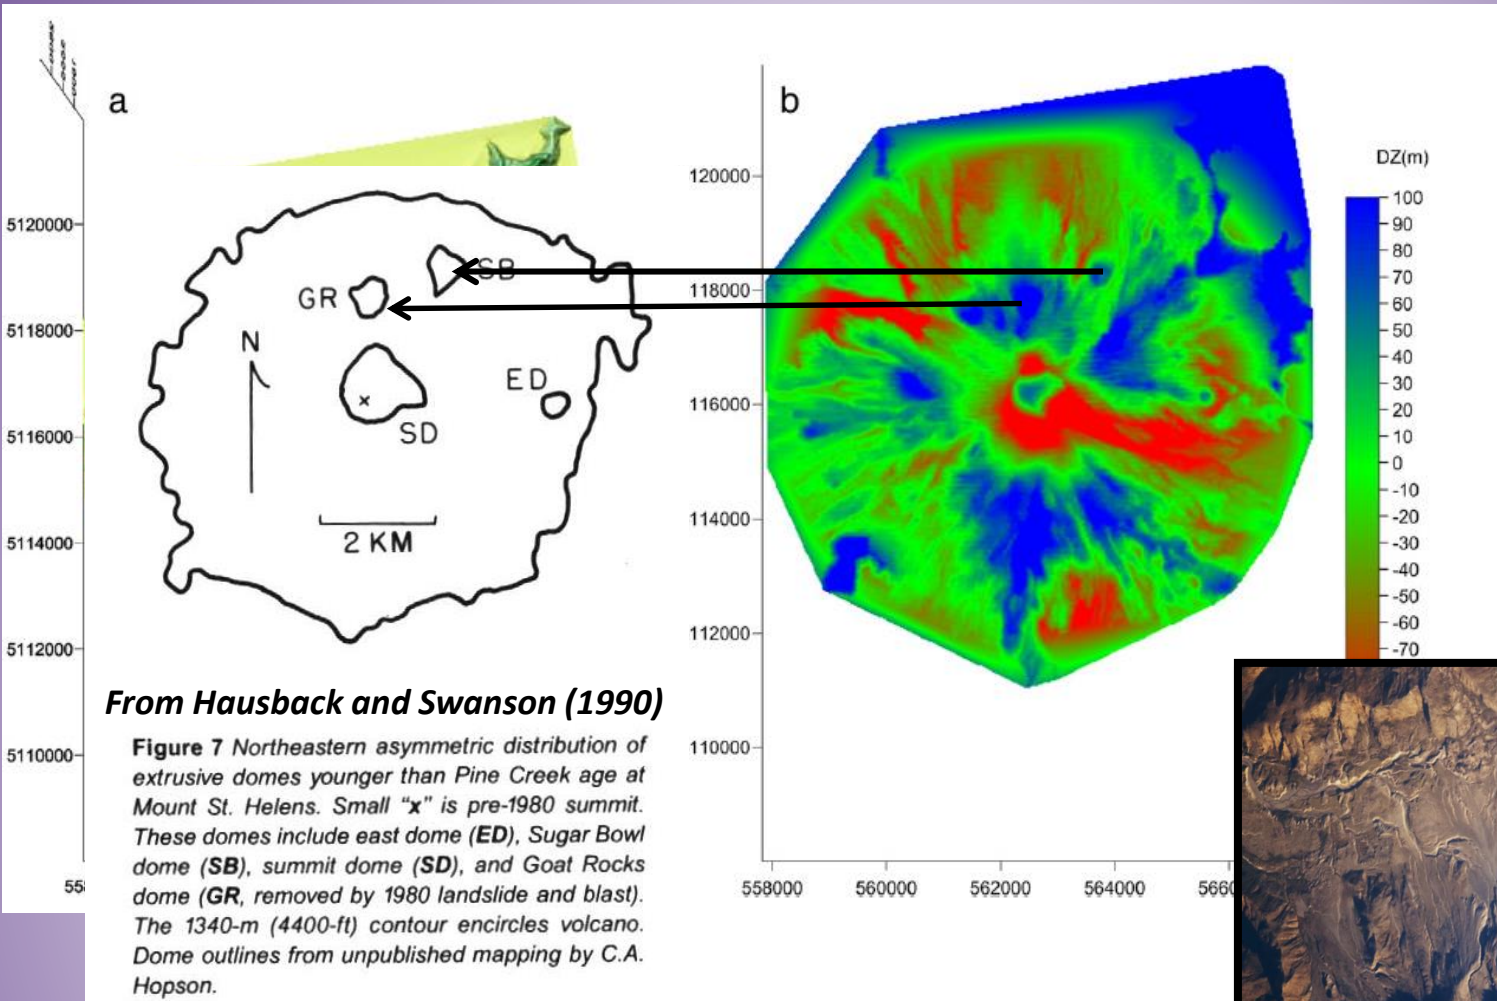 a
5120000
5118000
5116000
5114000
5112000
5110000
SB
GR
N
ED
SD
2 KM
From Hausback and Swanson (1990)
Figure 7 Northeastern asymmetric distribution of
extrusive domes younger than Pine Creek age at
Mount St. Helens. Small “x” is pre-1980 summit.
These domes include east dome (ED), Sugar Bowl
dome (SB), summit dome (SD), and Goat Rocks
dome (GR, removed by 1980 landslide and blast).
The 1340-m (4400-ft) contour encircles volcano.
Dome outlines from unpublished mapping by C.A.
Hopson.
b
120000
118000
116000
114000
112000
110000
558000 560000 562000 564000
DZ(m)
100
90
80
70
60
50
40
30
20
10
0
-10
-20
-30
-40
-50
-60
-70